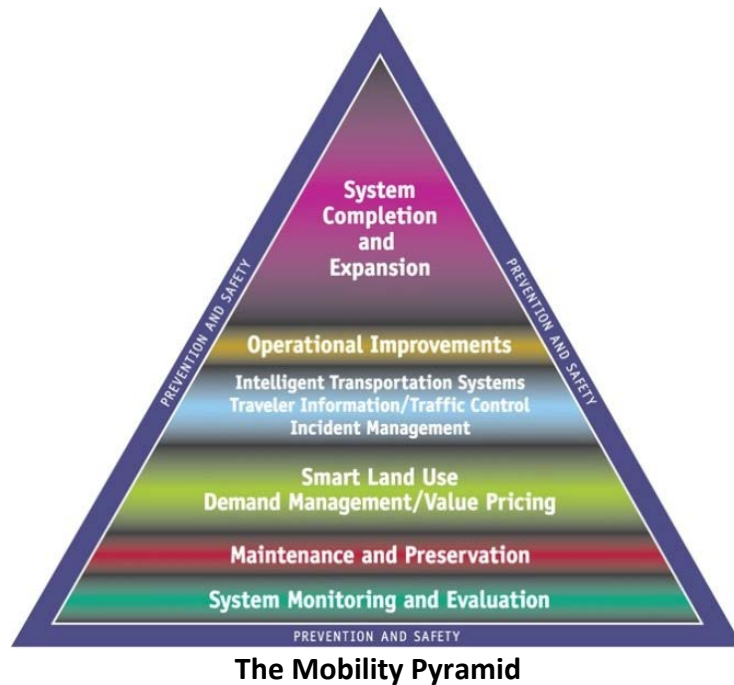 System
Completion
and
Expansion
PREVENTION AND SAFETY
PREVENTION AND SAFETY
Operational Improvements
Intelligent Transportation Systems
Traveler Information/Traffic Control
Incident Management
Smart Land Use
Demand Management/Value Pricing
Maintenance and Preservation
System Monitoring and Evaluation
PREVENTION AND SAFETY
The Mobility Pyramid